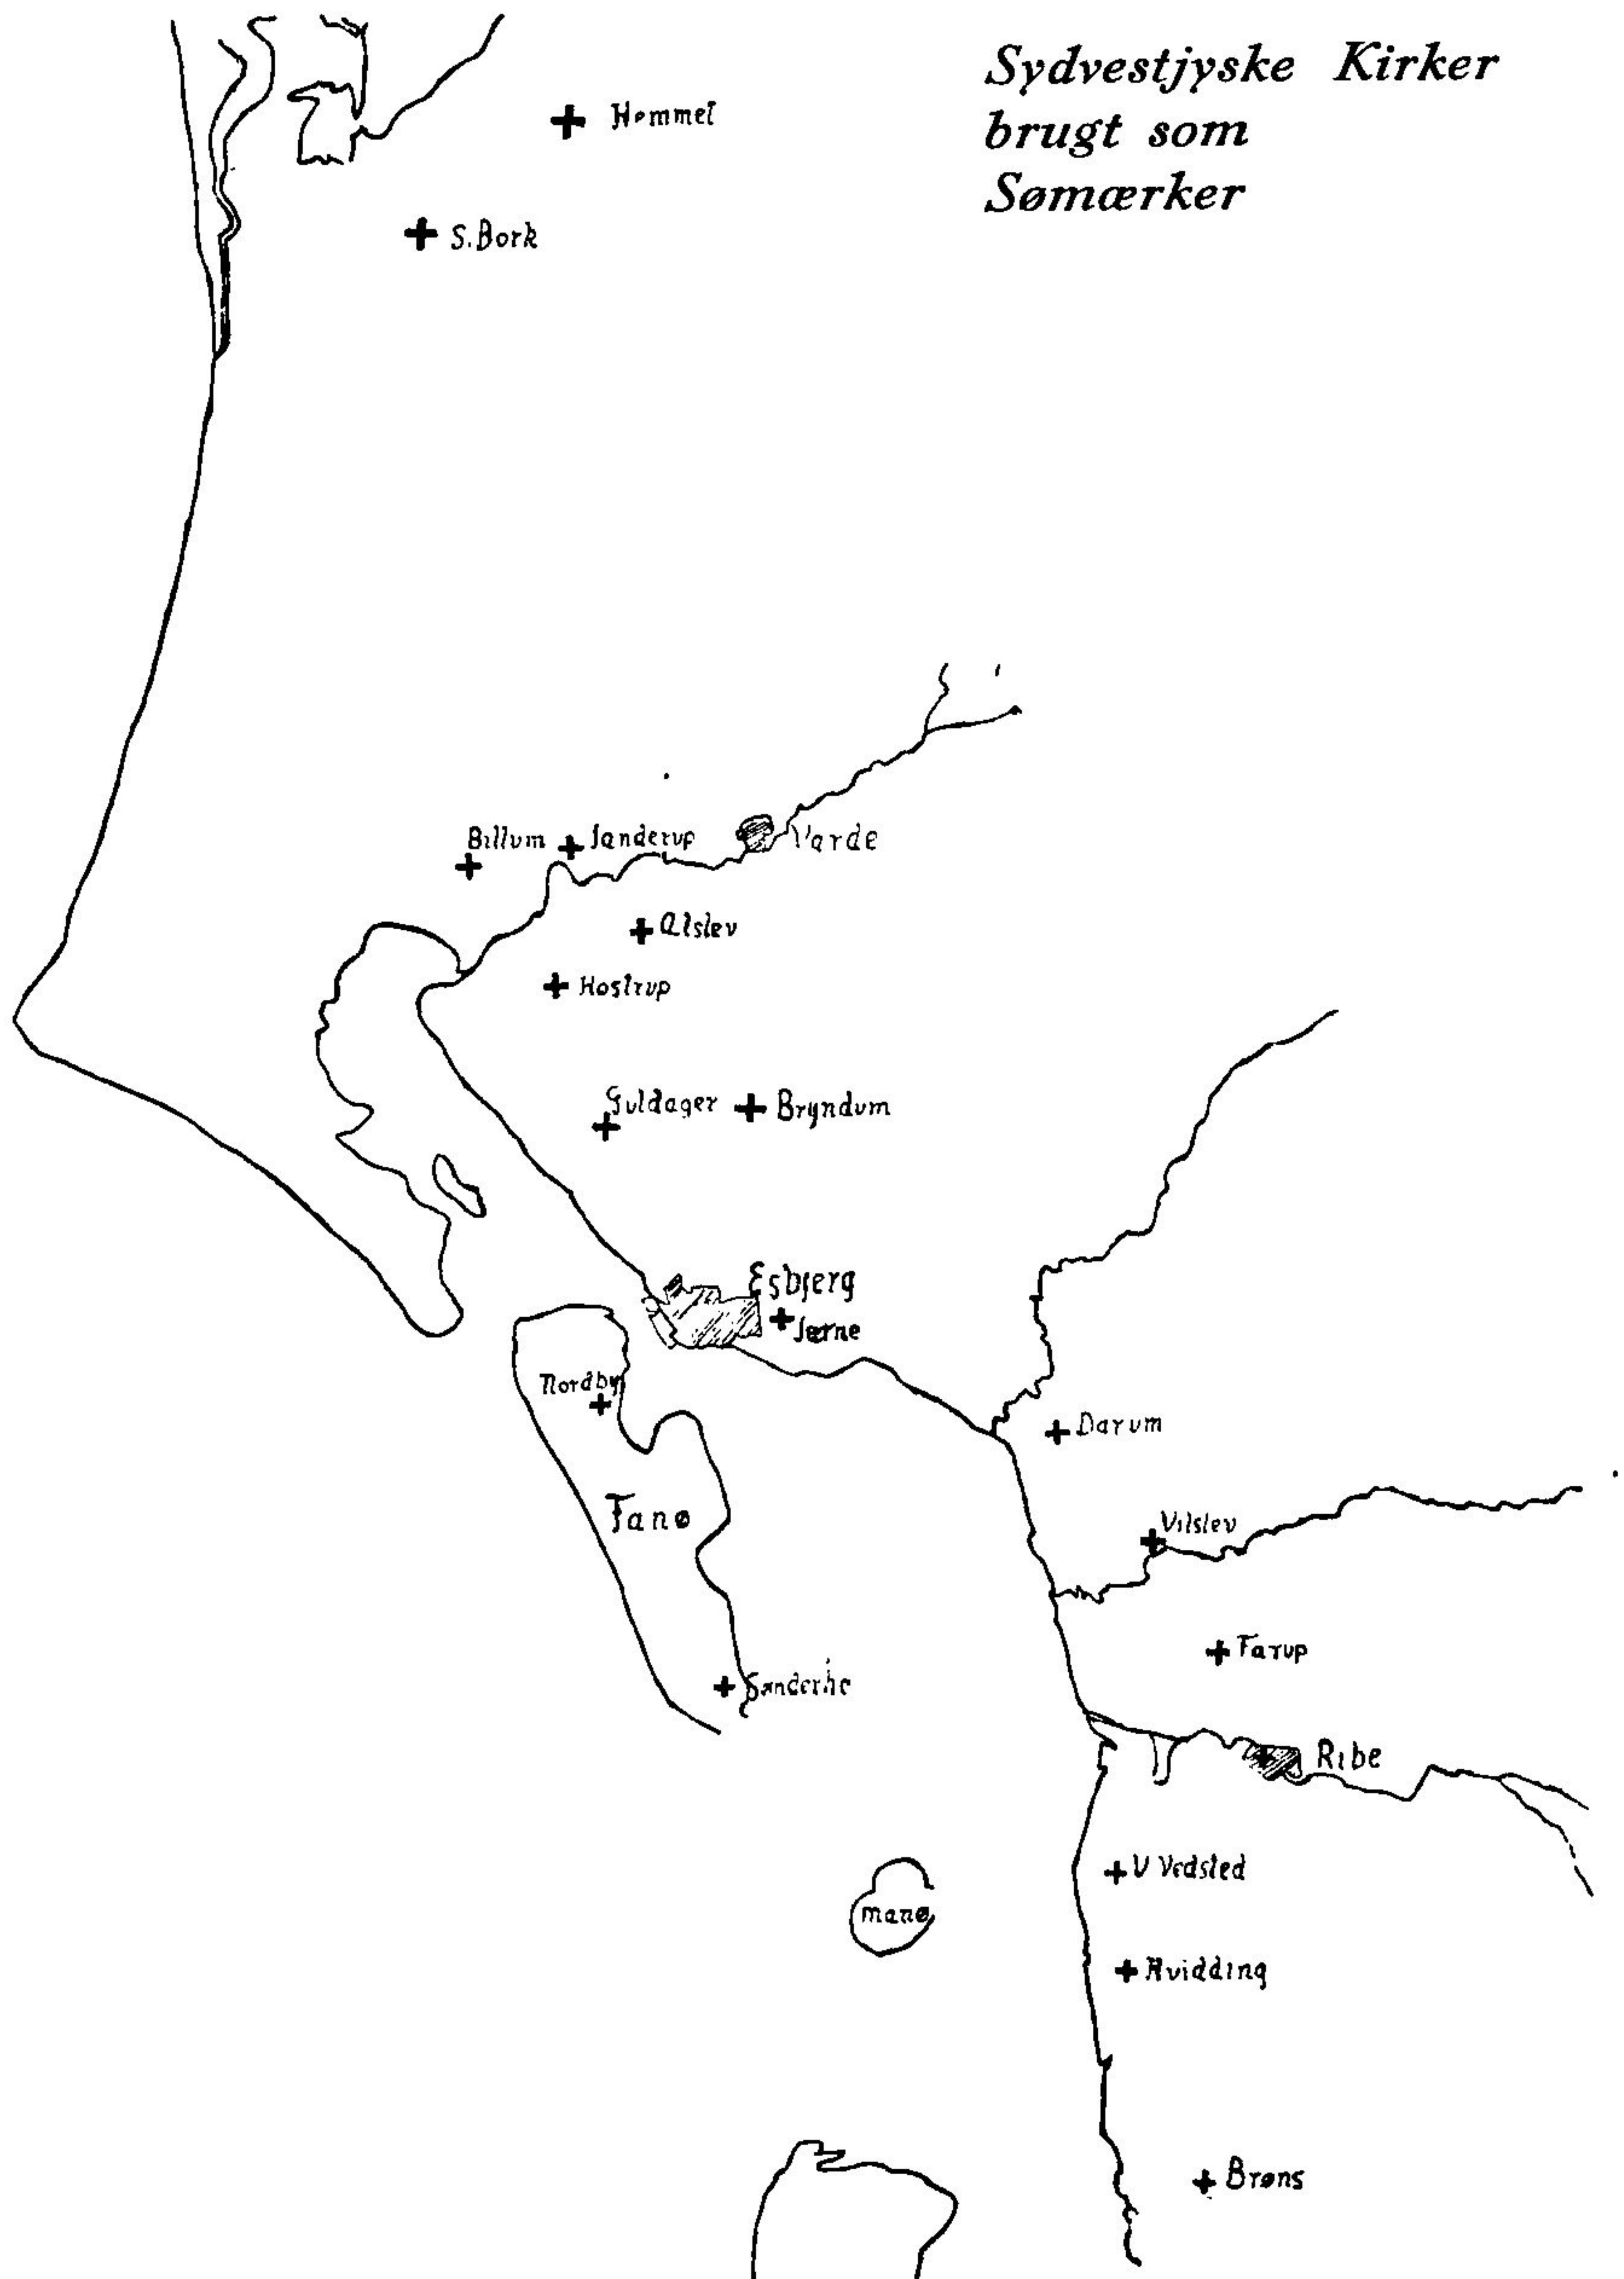 Sydvestjyske Kirker
brugt som
Sømærker
Hemmet
S. Bork
Billum
Janderup
Varde
Alslev
Hostrup
Guldager
Bryndum
Esbjerg
Jerne
Nordby
Darum
Fanø
Vilslev
Farup
Sønderho
Ribe
V Vedsted
manø
Hvidding
Brøns